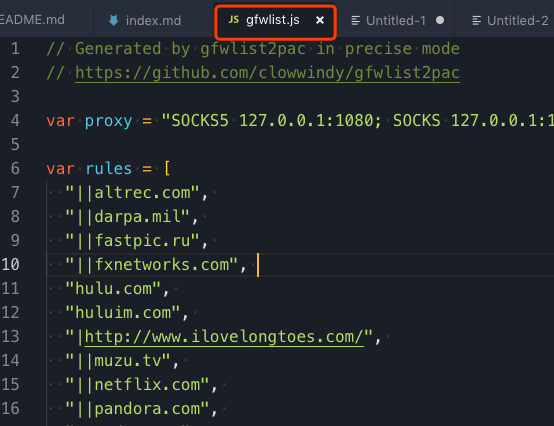 EADME.md index.md JS gfwlist.js × Untitled-1 Untitled-2
1 // Generated by gfwlist2pac in precise mode
2 // https://github.com/clowwindy/gfwlist2pac
3
4 var proxy = "SOCKS5 127.0.0.1:1080; SOCKS 127.0.0.1:1
5
6 var rules = [
7 "||altrec.com",
8 "||darpa.mil",
9 "||fastpic.ru",
10 "||fxnetworks.com",
11 "hulu.com",
12 "huluim.com",
13 "|http://www.ilovelongtoes.com/",
14 "||muzu.tv",
15 "||netflix.com",
16 "||pandora.com",